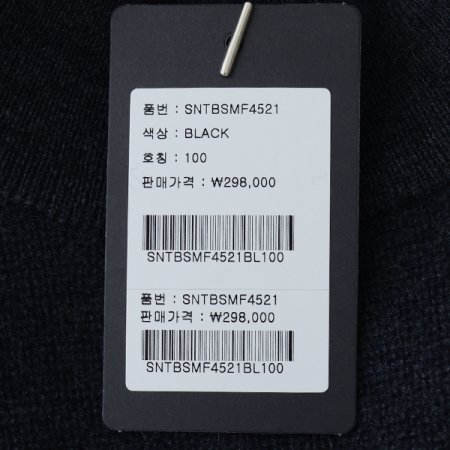 품번 : SNTBSMF4521
색상 : BLACK
호칭 : 100
판매가격 : ₩298,000
SNTBSMF4521BL100
품번 : SNTBSMF4521
판매가격 : ₩298,000
SNTBSMF4521BL100